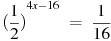 (1/2)^{4x-16} = 1/16